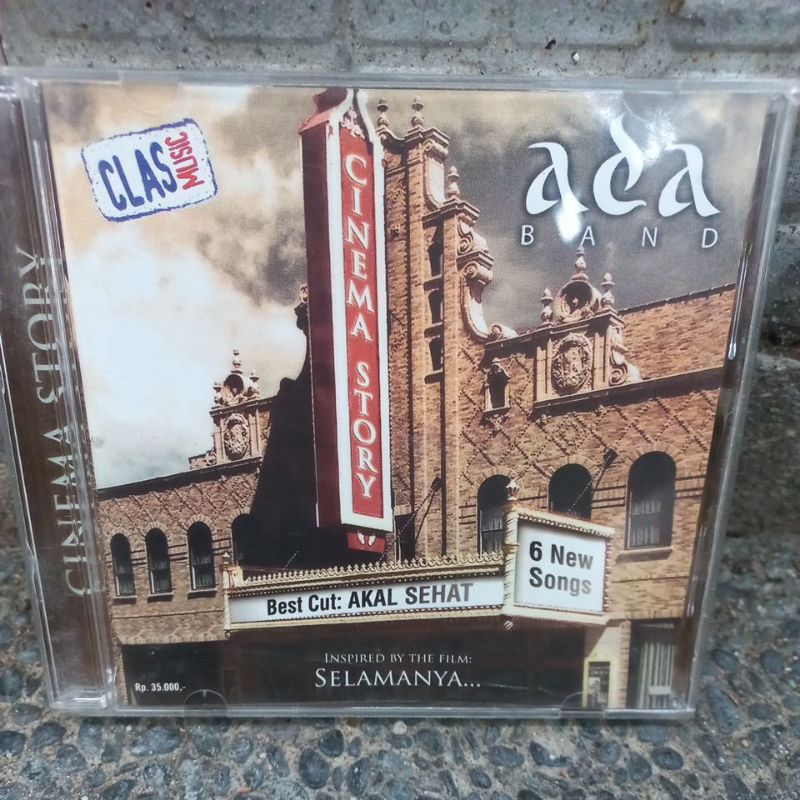 CLAS
MUSIC
ada
BAND
CINEMA STORY
CINEMA STORY
Best Cut: AKAL SEHAT
6 New
Songs
INSPIRED BY THE FILM:
SELAMANYA...
Rp. 35.000,-